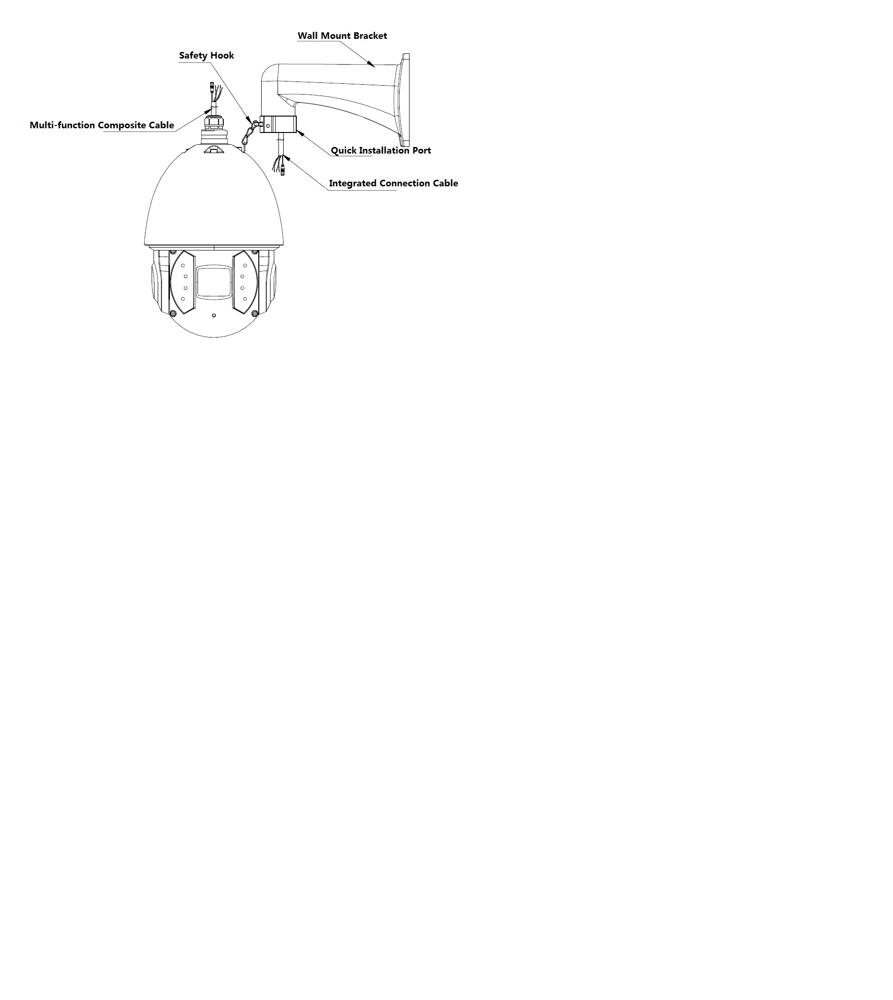 Wall Mount Bracket
Safety Hook
Multi-function Composite Cable
Quick Installation Port
Integrated Connection Cable